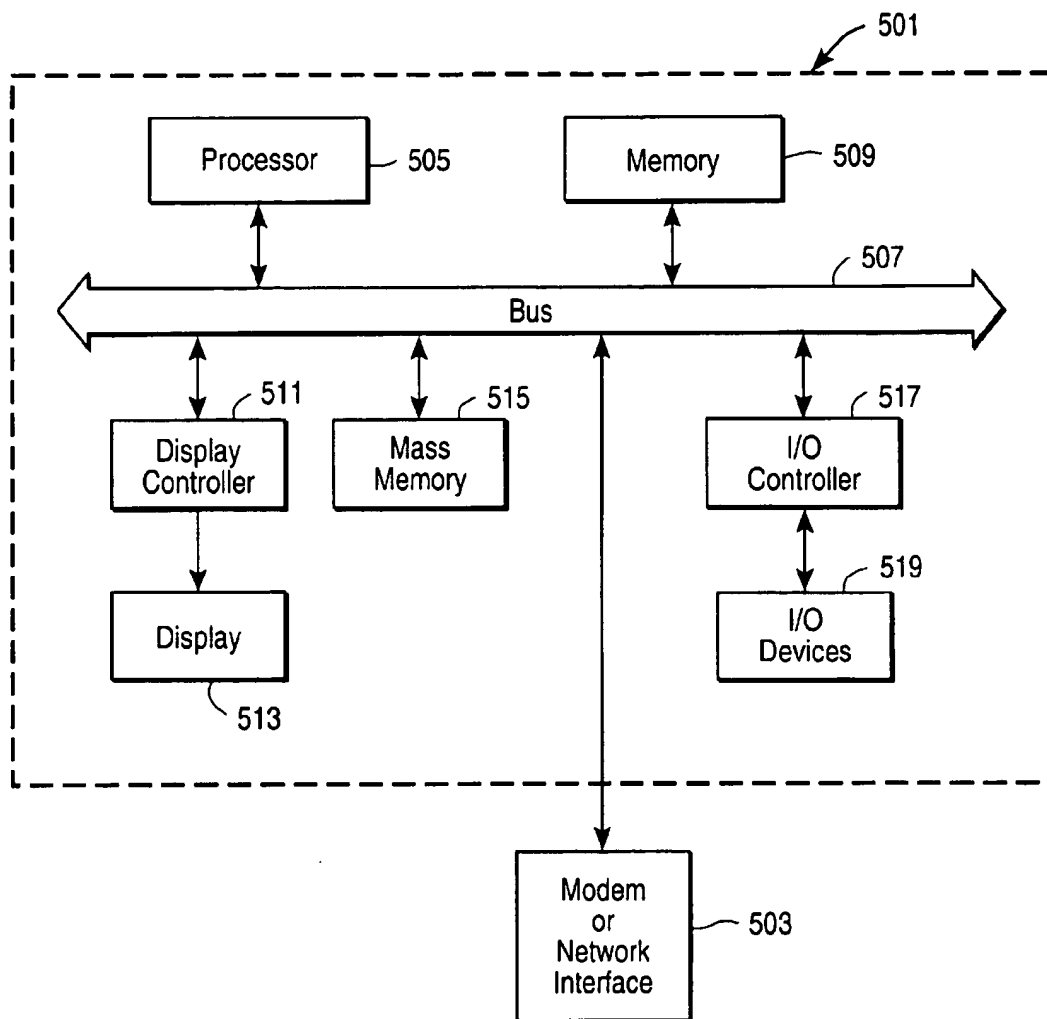 501
Processor
505
Memory
509
507
Bus
511
Display
Controller
515
Mass
Memory
517
I/O
Controller
Display
513
519
I/O
Devices
Modem
or
Network
Interface
503